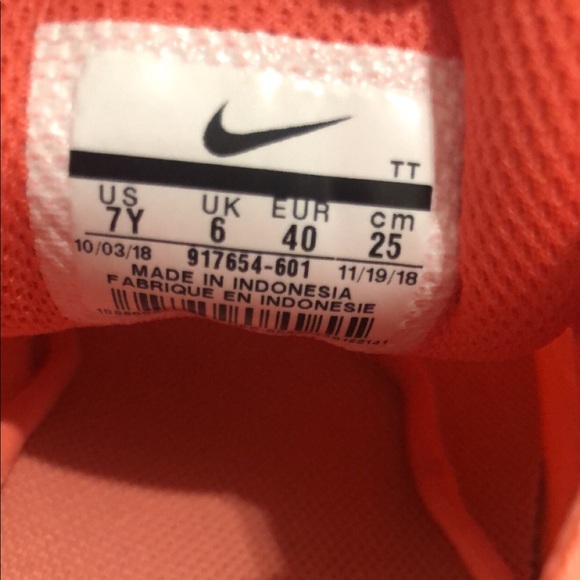 TT
US UK EUR cm
7Y 6 40 25
10/03/18 917654-601 11/19/18
MADE IN INDONESIA
FABRIQUE EN INDONESIE